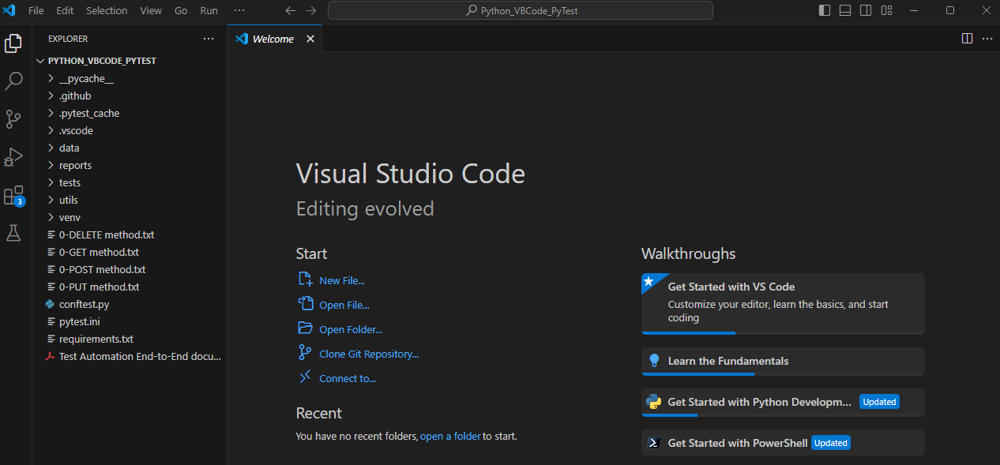 File Edit Selection View Go Run ··· Python_VBCode_PyTest
EXPLORER ···
Welcome
PYTHON_VBCODE_PYTEST
__pycache__
.github
.pytest_cache
.vscode
data
reports
tests
utils
venv
0-DELETE method.txt
0-GET method.txt
0-POST method.txt
0-PUT method.txt
conftest.py
pytest.ini
requirements.txt
Test Automation End-to-End docu...
3
Visual Studio Code
Editing evolved
Start
New File...
Open File...
Open Folder...
Clone Git Repository...
Connect to...
Recent
You have no recent folders, open a folder to start.
Walkthroughs
Get Started with VS Code
Customize your editor, learn the basics, and start
coding
Learn the Fundamentals
Get Started with Python Developm... Updated
Get Started with PowerShell Updated